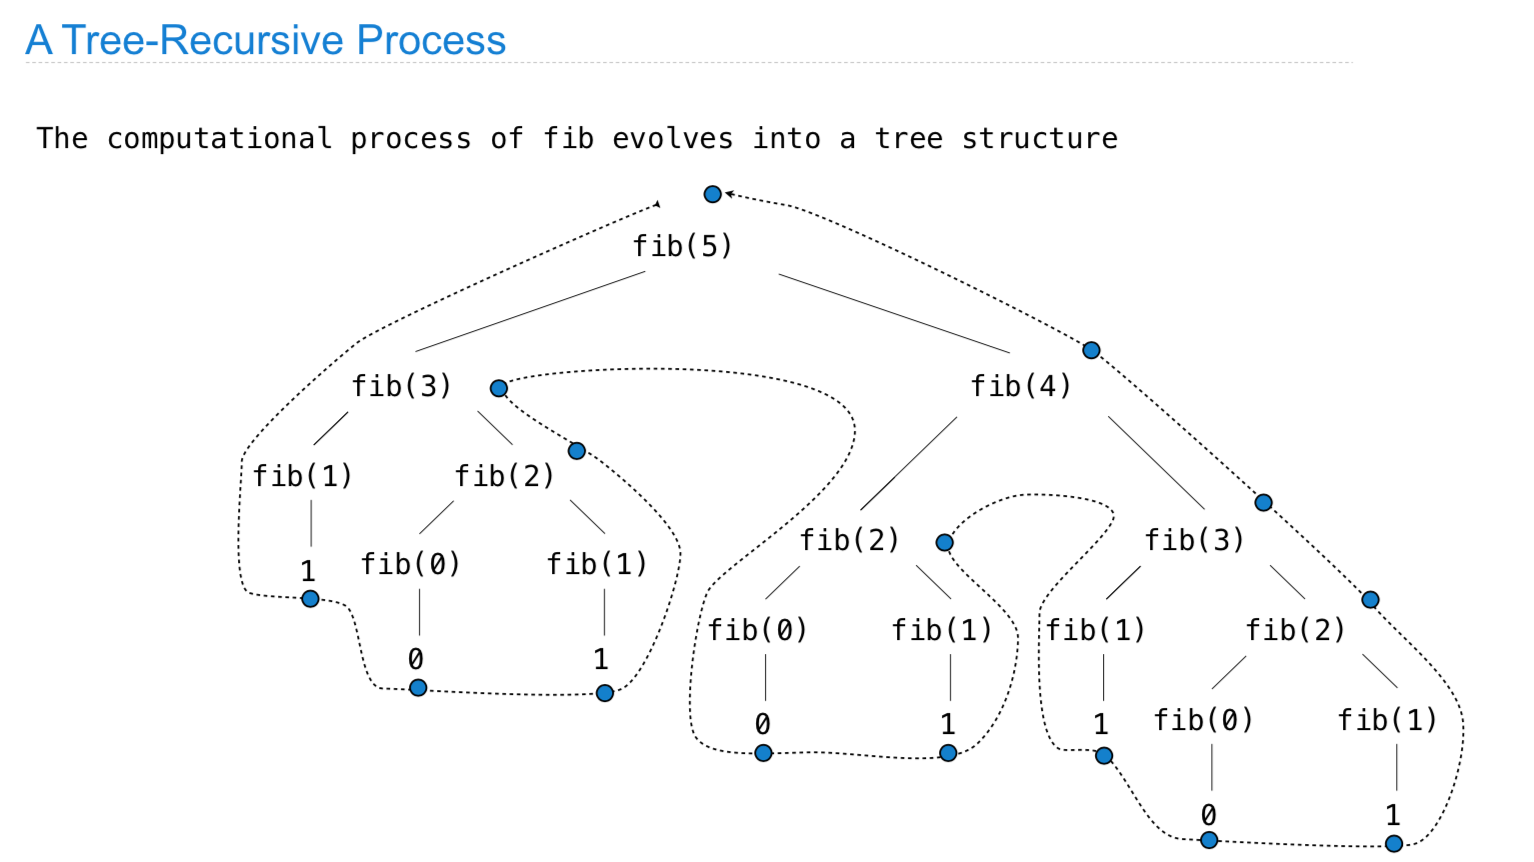 A Tree-Recursive Process
The computational process of fib evolves into a tree structure
fib(5)
fib(3) fib(4)
fib(1) fib(2)
fib(2) fib(3)
fib(0) fib(1)
1
fib(0) fib(1) fib(1) fib(2)
0 1
fib(0) fib(1)
0 1 1
0 1